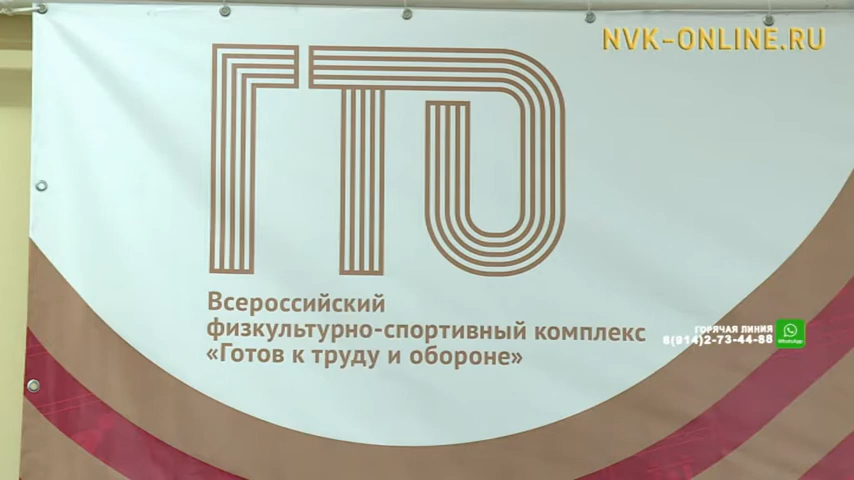 NVK-ONLINE.RU
ГТО
Всероссийский
физкультурно-спортивный комплекс
«Готов к труду и обороне»
ГОРЯЧАЯ ЛИНИЯ
8(914)2-73-44-88
WhatsApp